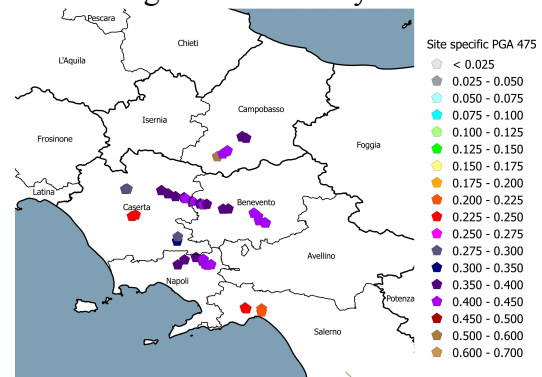 Pescara
Chieti
L'Aquila
Campobasso
Isernia
Frosinone
Foggia
Latina
Caserta
Benevento
Avellino
Napoli
Potenza
Salerno
Site specific PGA 475
< 0.025
0.025 - 0.050
0.050 - 0.075
0.075 - 0.100
0.100 - 0.125
0.125 - 0.150
0.150 - 0.175
0.175 - 0.200
0.200 - 0.225
0.225 - 0.250
0.250 - 0.275
0.275 - 0.300
0.300 - 0.350
0.350 - 0.400
0.400 - 0.450
0.450 - 0.500
0.500 - 0.600
0.600 - 0.700